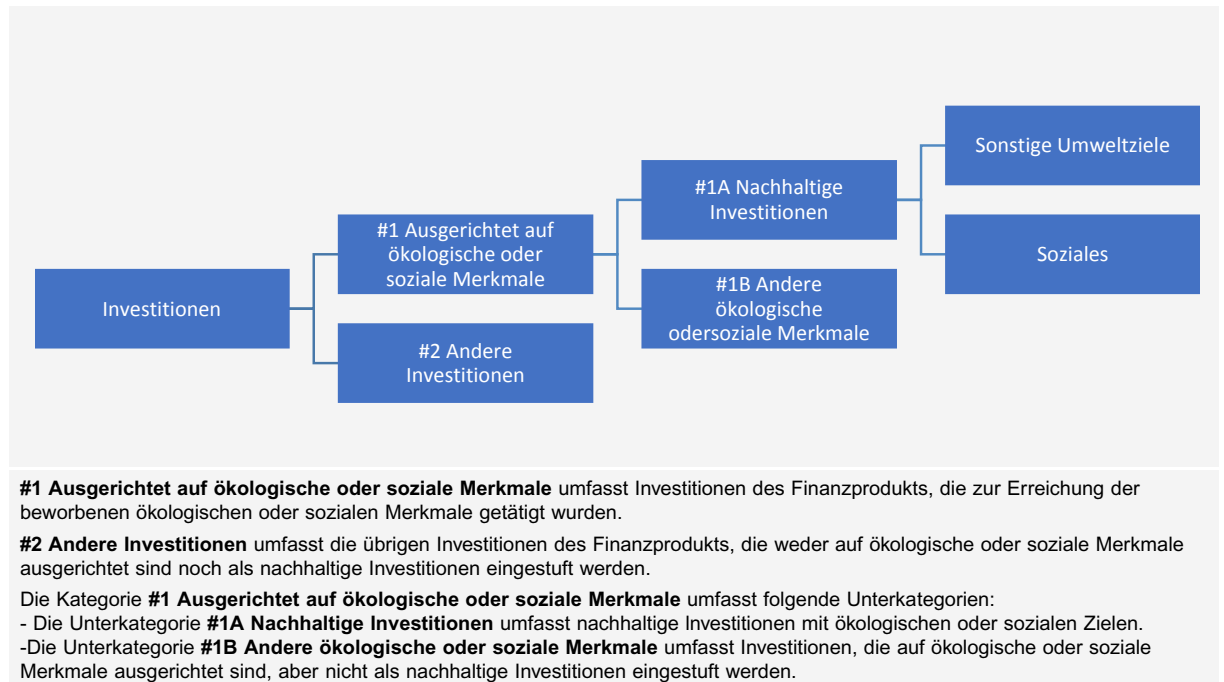 Sonstige Umweltziele
#1A Nachhaltige
Investitionen
#1 Ausgerichtet auf
ökologische oder
soziale Merkmale
Soziales
Investitionen
#1B Andere
ökologische
odersoziale Merkmale
#2 Andere
Investitionen
#1 Ausgerichtet auf ökologische oder soziale Merkmale umfasst Investitionen des Finanzprodukts, die zur Erreichung der
beworbenen ökologischen oder sozialen Merkmale getätigt wurden.
#2 Andere Investitionen umfasst die übrigen Investitionen des Finanzprodukts, die weder auf ökologische oder soziale Merkmale
ausgerichtet sind noch als nachhaltige Investitionen eingestuft werden.
Die Kategorie #1 Ausgerichtet auf ökologische oder soziale Merkmale umfasst folgende Unterkategorien:
- Die Unterkategorie #1A Nachhaltige Investitionen umfasst nachhaltige Investitionen mit ökologischen oder sozialen Zielen.
-Die Unterkategorie #1B Andere ökologische oder soziale Merkmale umfasst Investitionen, die auf ökologische oder soziale
Merkmale ausgerichtet sind, aber nicht als nachhaltige Investitionen eingestuft werden.